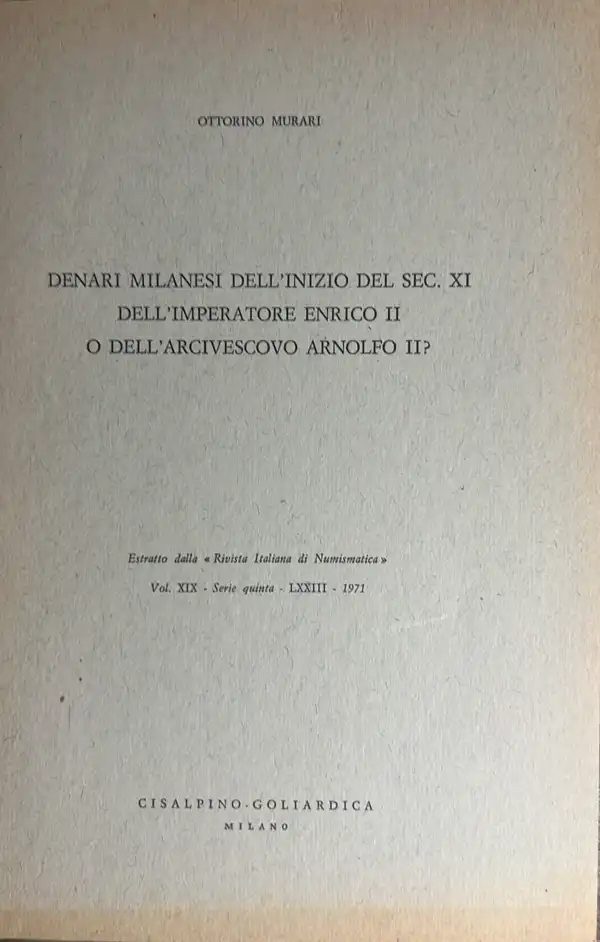 OTTORINO MURARI
DENARI MILANESI DELL'INIZIO DEL SEC. XI
DELL'IMPERATORE ENRICO II
O DELL'ARCIVESCOVO ARNOLFO II?
Estratto dalla « Rivista Italiana di Numismatica »
Vol. XIX - Serie quinta - LXXIII - 1971
CISALPINO-GOLIARDICA
MILANO